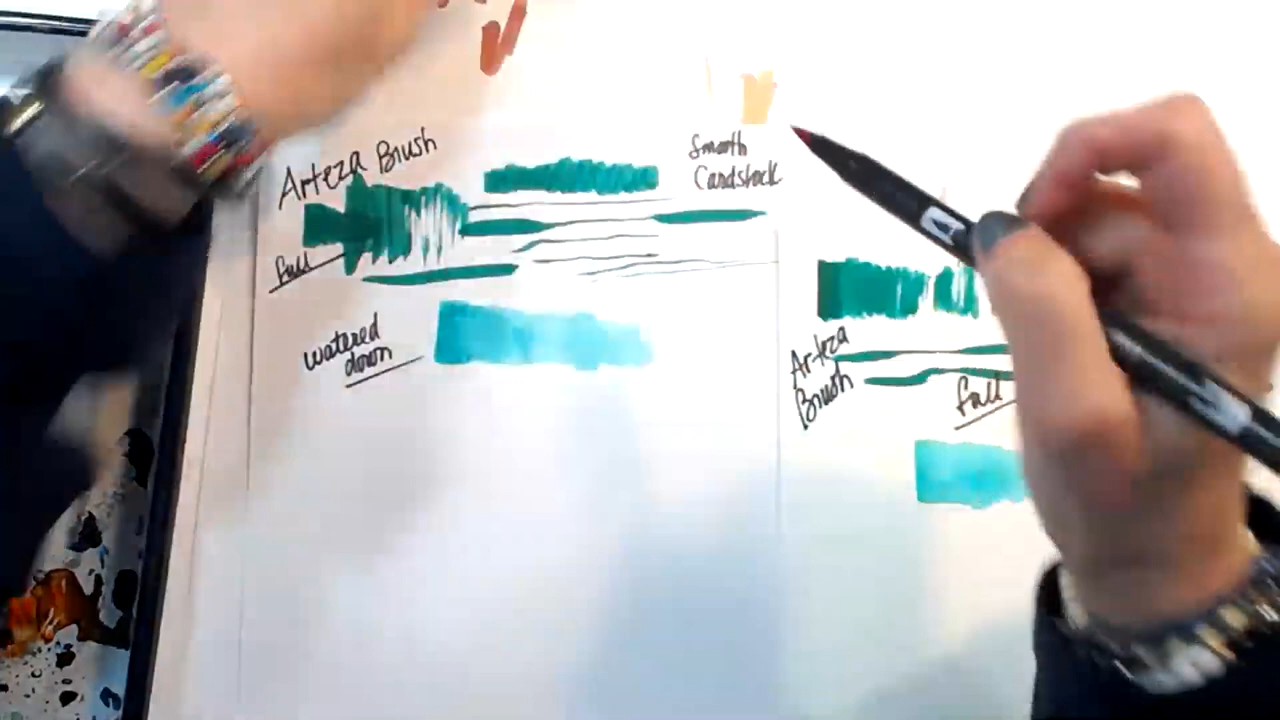 Arteza Brush
Smooth
Cardstock
full
watered
down
Arteza
Brush
full